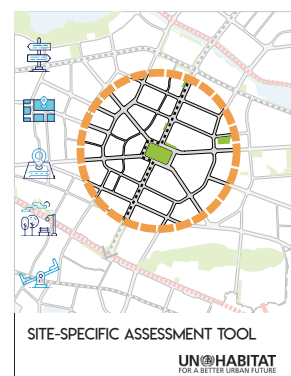 SITE-SPECIFIC ASSESSMENT TOOL
UN HABITAT
FOR A BETTER URBAN FUTURE